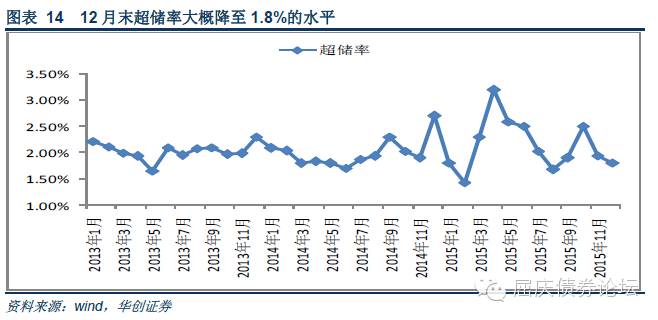 图表 14 12 月末超储率大概降至 1.8%的水平
超储率
3.50%
3.00%
2.50%
2.00%
1.50%
1.00%
2013年1月
2013年3月
2013年5月
2013年7月
2013年9月
2013年11月
2014年1月
2014年3月
2014年5月
2014年7月
2014年9月
2014年11月
2015年1月
2015年3月
2015年5月
2015年7月
2015年9月
2015年11月
屈庆债券论坛
资料来源：wind，华创证券